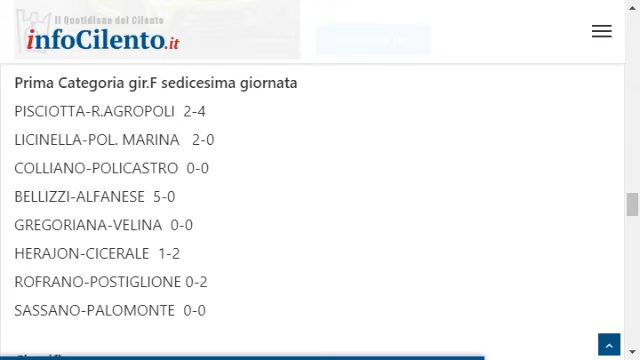 Il Quotidiano del Cilento
infoCilento.it
Prima Categoria gir.F sedicesima giornata
PISCIOTTA-R.AGROPOLI 2-4
LICINELLA-POL. MARINA 2-0
COLLIANO-POLICASTRO 0-0
BELLIZZI-ALFANESE 5-0
GREGORIANA-VELINA 0-0
HERAJON-CICERALE 1-2
ROFRANO-POSTIGLIONE 0-2
SASSANO-PALOMONTE 0-0